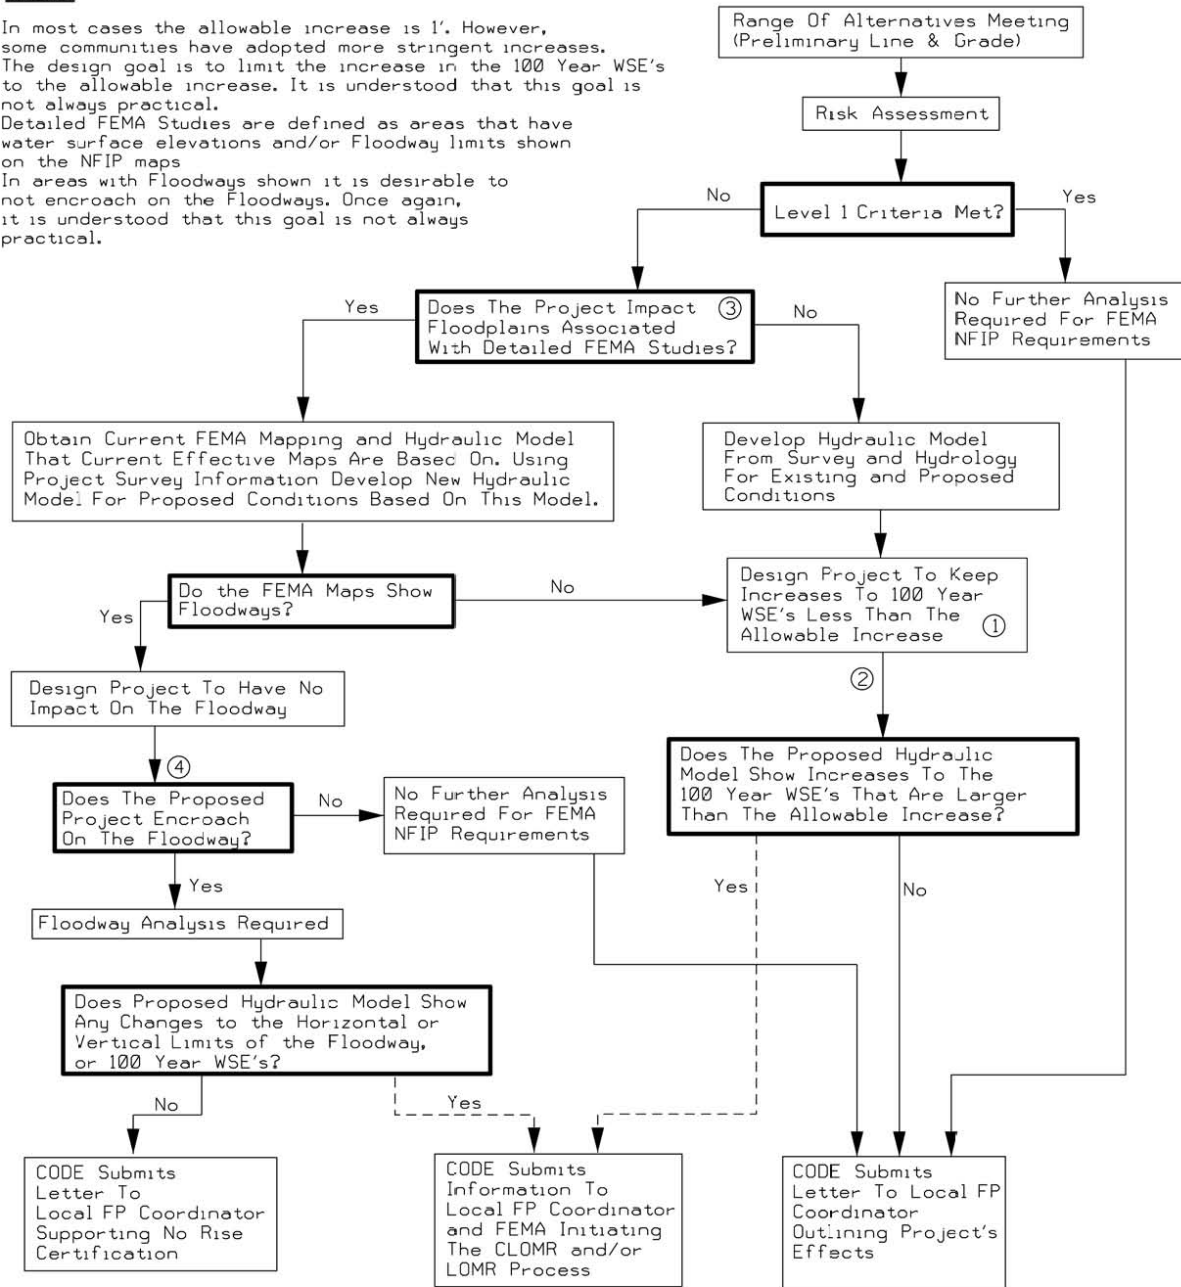 In most cases the allowable increase is 1'. However,
some communities have adopted more stringent increases.
The design goal is to limit the increase in the 100 Year WSE's
to the allowable increase. It is understood that this goal is
not always practical.
Detailed FEMA Studies are defined as areas that have
water surface elevations and/or Floodway limits shown
on the NFIP maps
In areas with Floodways shown it is desirable to
not encroach on the Floodways. Once again,
it is understood that this goal is not always
practical.
Range Of Alternatives Meeting
(Preliminary Line & Grade)
Risk Assessment
Level 1 Criteria Met?
No
Yes
No Further Analysis
Required For FEMA
NFIP Requirements
Does The Project Impact ③
Floodplains Associated
With Detailed FEMA Studies?
Yes
No
Obtain Current FEMA Mapping and Hydraulic Model
That Current Effective Maps Are Based On. Using
Project Survey Information Develop New Hydraulic
Model For Proposed Conditions Based On This Model.
Develop Hydraulic Model
From Survey and Hydrology
For Existing and Proposed
Conditions
Do the FEMA Maps Show
Floodways?
No
Yes
Design Project To Keep
Increases To 100 Year
WSE's Less Than The
Allowable Increase ①
②
Design Project To Have No
Impact On The Floodway
④
Does The Proposed
Project Encroach
On The Floodway?
No
No Further Analysis
Required For FEMA
NFIP Requirements
Does The Proposed Hydraulic
Model Show Increases To The
100 Year WSE's That Are Larger
Than The Allowable Increase?
Yes
Yes
No
Floodway Analysis Required
Does Proposed Hydraulic Model Show
Any Changes to the Horizontal or
Vertical Limits of the Floodway,
or 100 Year WSE's?
No
Yes
CODE Submits
Letter To
Local FP Coordinator
Supporting No Rise
Certification
CODE Submits
Information To
Local FP Coordinator
and FEMA Initiating
The CLOMR and/or
LOMR Process
CODE Submits
Letter To Local FP
Coordinator
Outlining Project's
Effects